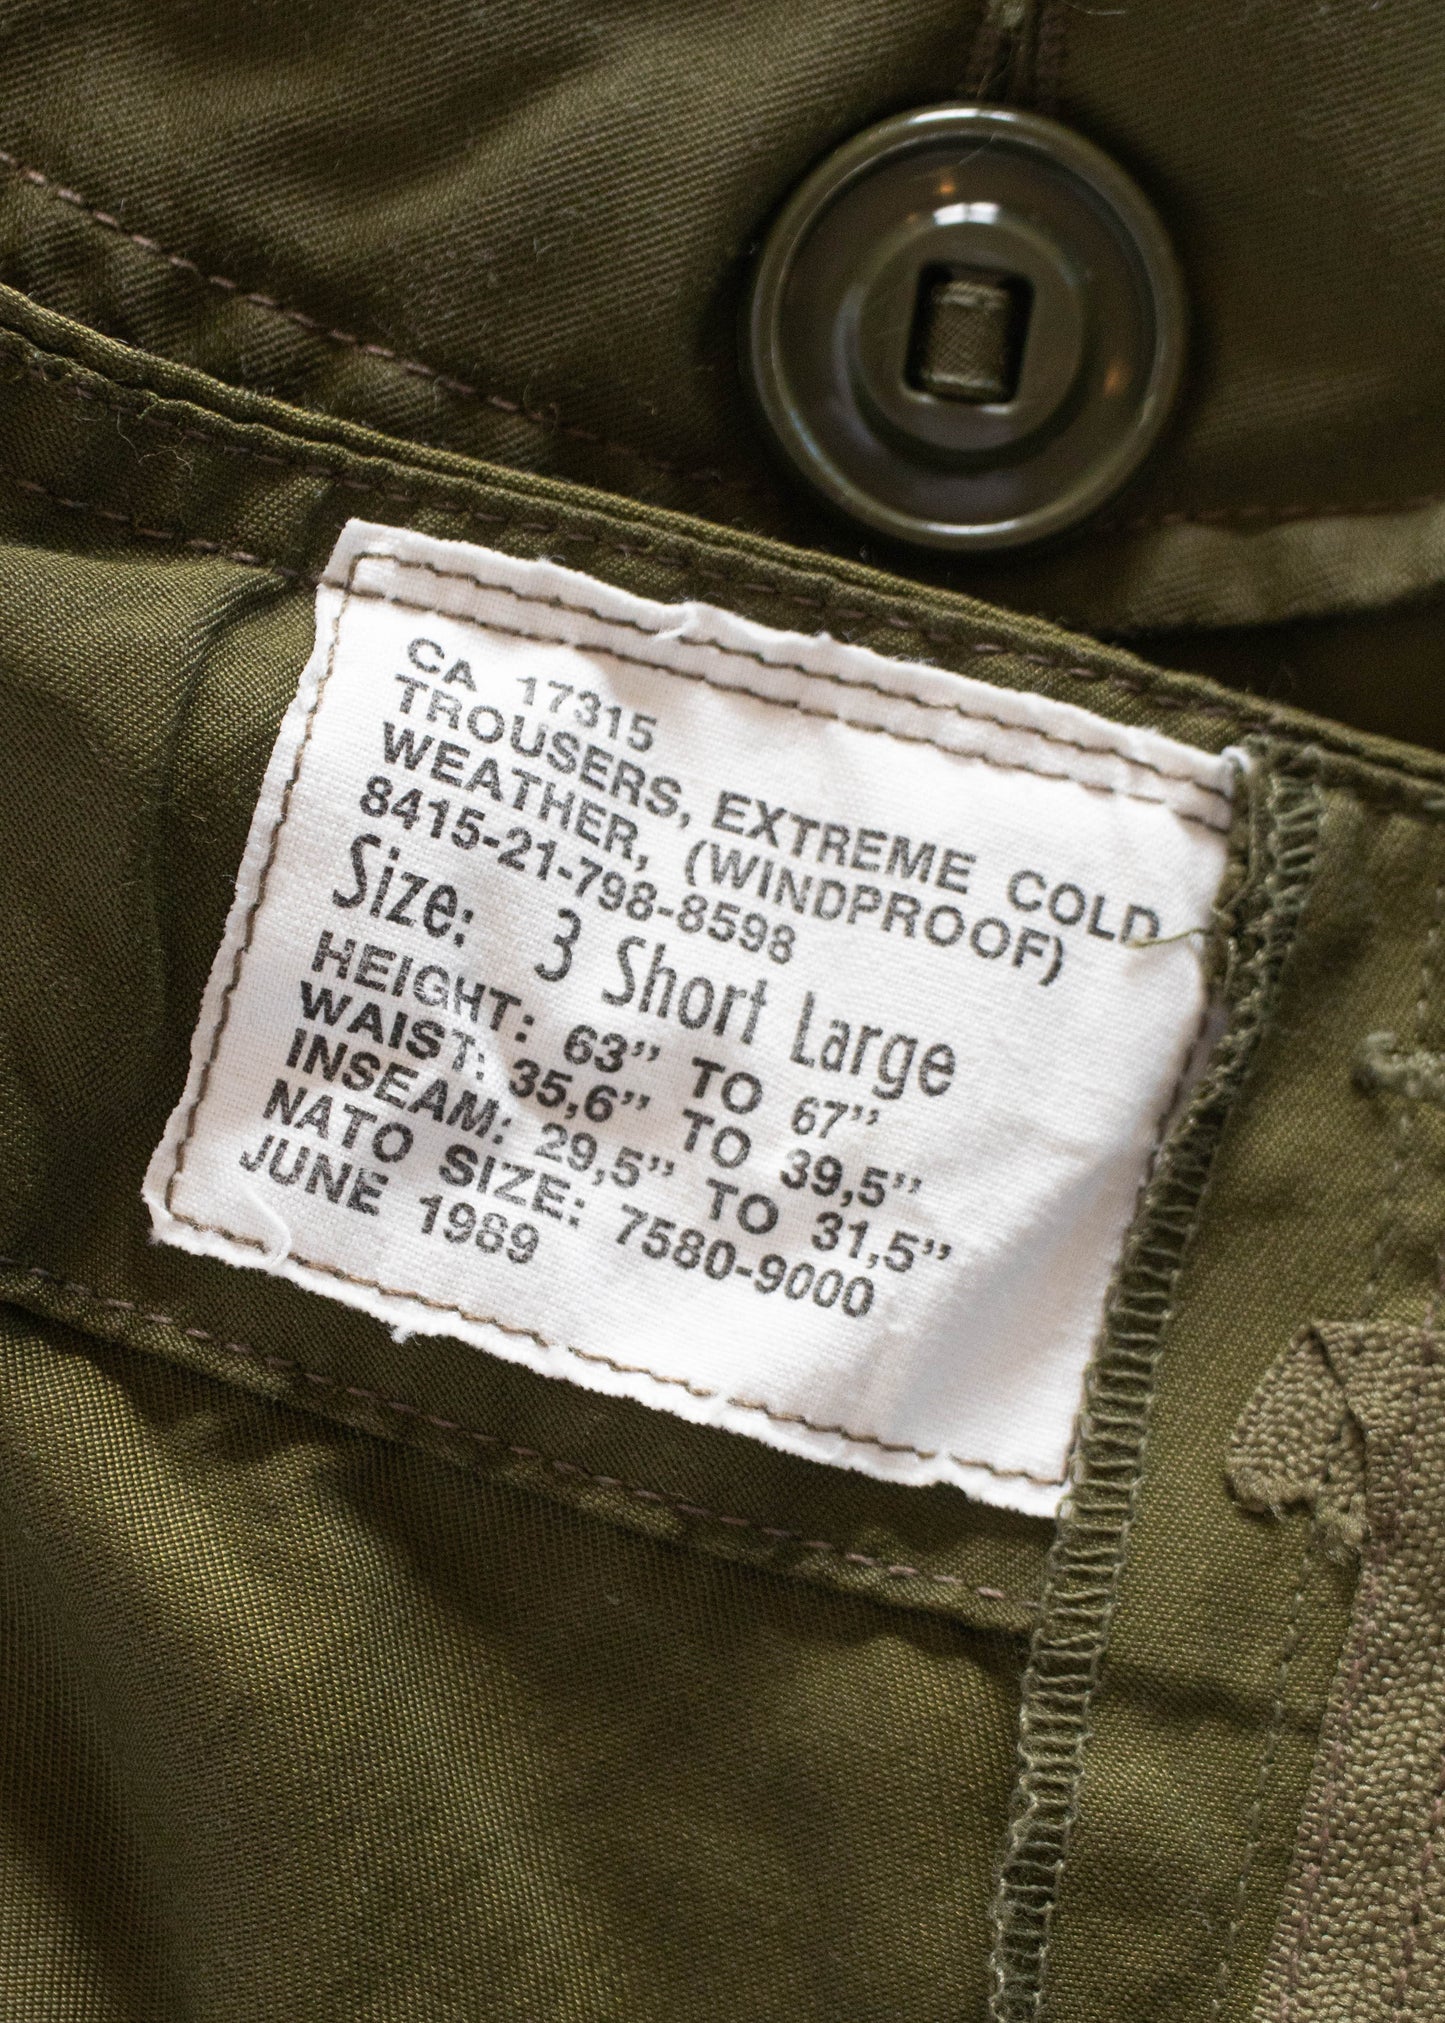 CA 17315
TROUSERS, EXTREME COLD
WEATHER, (WINDPROOF)
8415-21-798-8598
Size: 3 Short Large
HEIGHT: 63” TO 67”
WAIST: 35,6” TO 39,5”
INSEAM: 29,5” TO 31,5”
NATO SIZE: 7580-9000
JUNE 1989